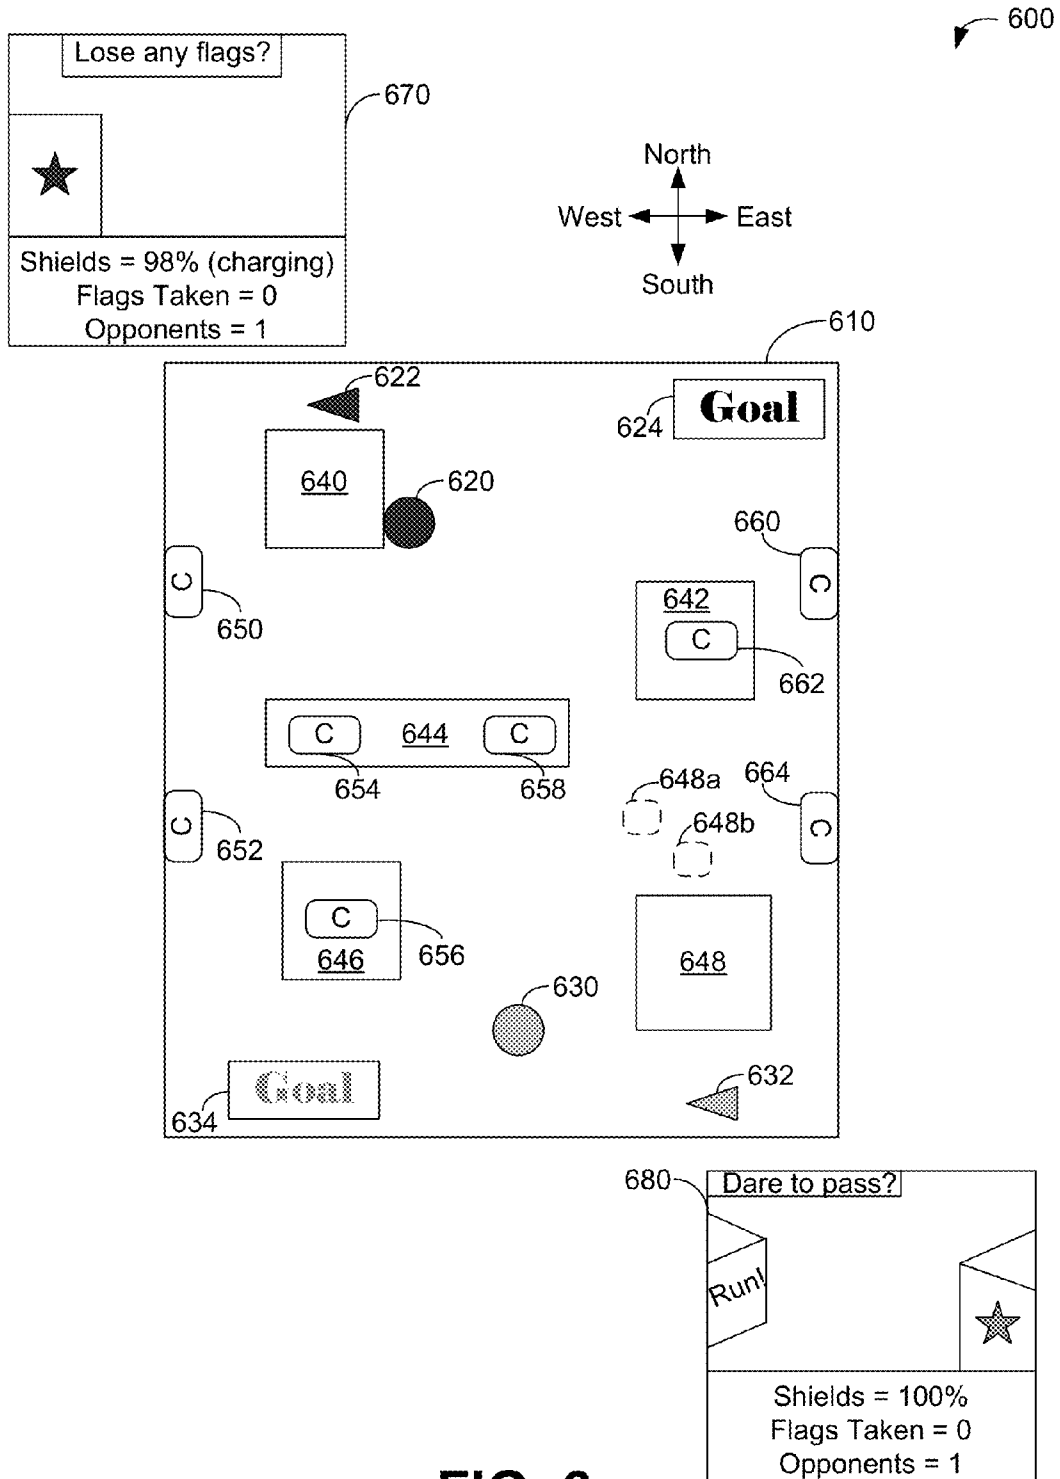 600
Lose any flags?
670
Shields = 98% (charging)
Flags Taken = 0
Opponents = 1
North
West
East
South
610
622
Goal
624
640
620
660
C
C
650
642
C
662
C
644
C
654
658
648a
664
648b
C
C
652
C
646
656
648
630
Goal
634
632
680
Dare to pass?
Run!
Shields = 100%
Flags Taken = 0
Opponents = 1